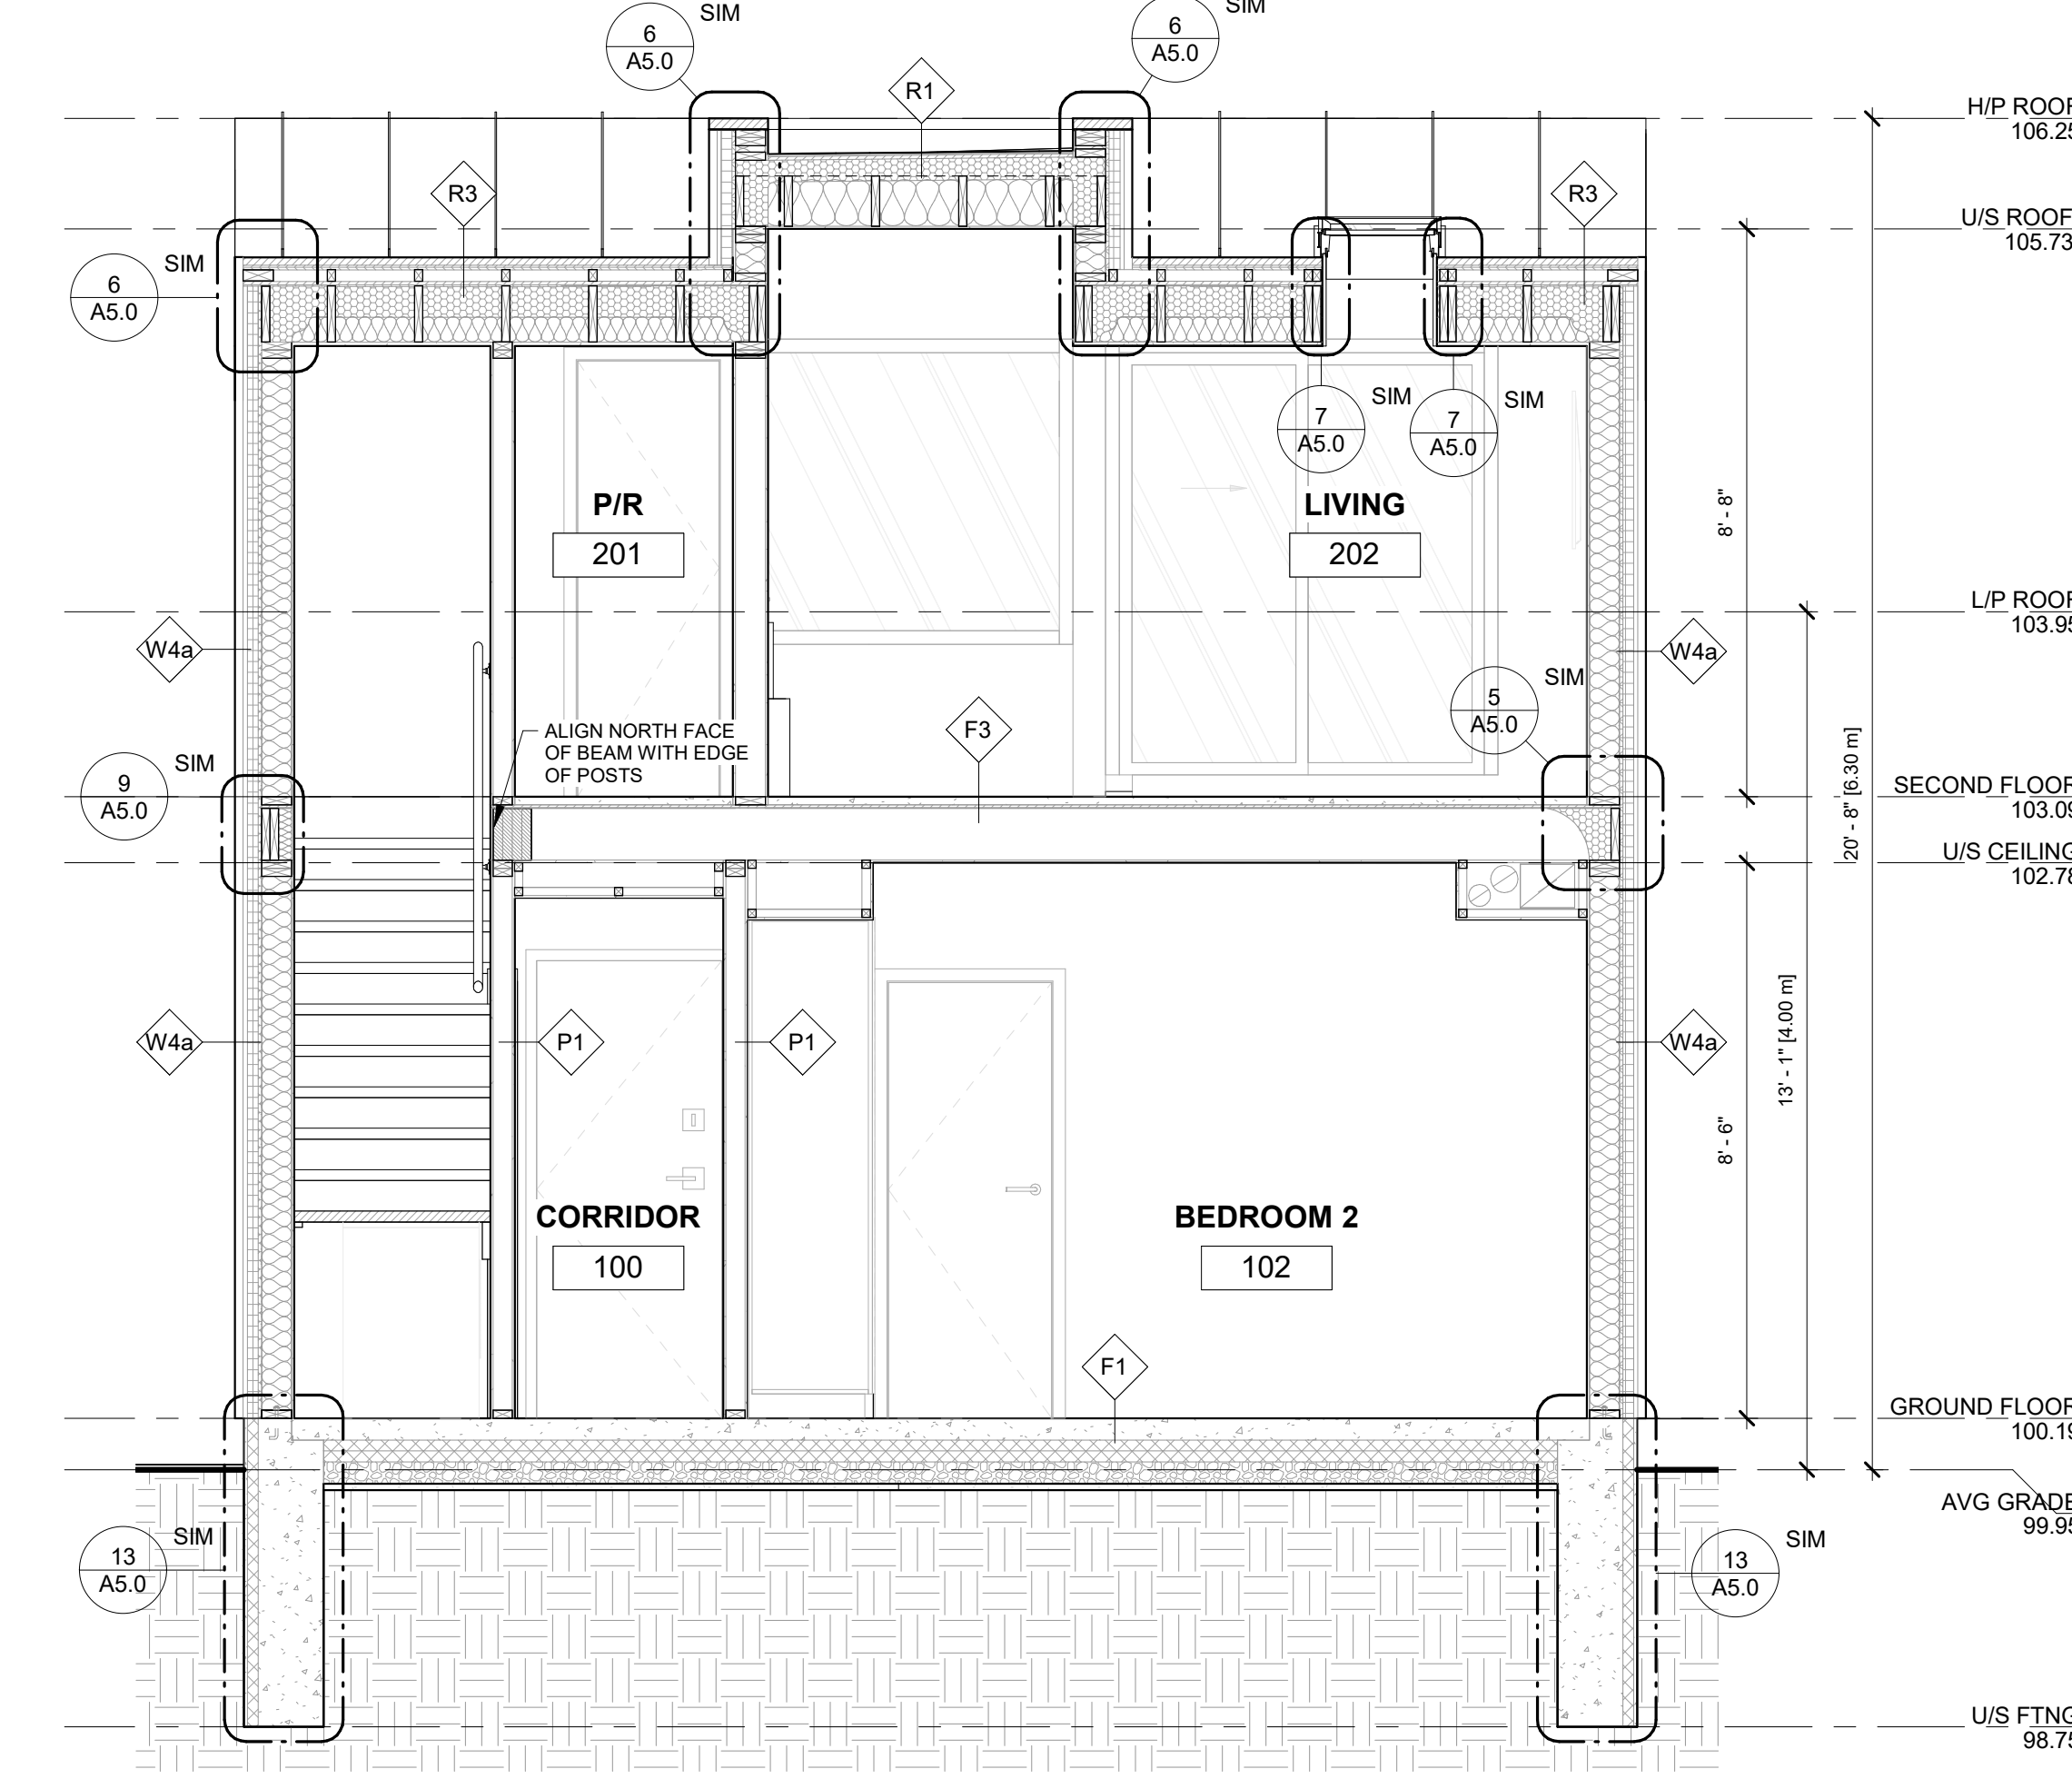 SIM
SIM
6
A5.0
6
A5.0
R1
H/P ROOF
106.25
R3
R3
U/S ROOF
105.73
SIM
6
A5.0
7
A5.0
SIM
7
A5.0
SIM
P/R
201
LIVING
202
8' - 8"
L/P ROOF
103.95
W4a
W4a
SIM
5
A5.0
F3
ALIGN NORTH FACE
OF BEAM WITH EDGE
OF POSTS
SIM
9
A5.0
20' - 8" [6.30 m]
SECOND FLOOR
103.09
U/S CEILING
102.78
W4a
P1
P1
W4a
13' - 1" [4.00 m]
8' - 6"
CORRIDOR
100
BEDROOM 2
102
F1
GROUND FLOOR
100.19
AVG GRADE
99.95
SIM
13
A5.0
SIM
13
A5.0
U/S FTNG
98.75